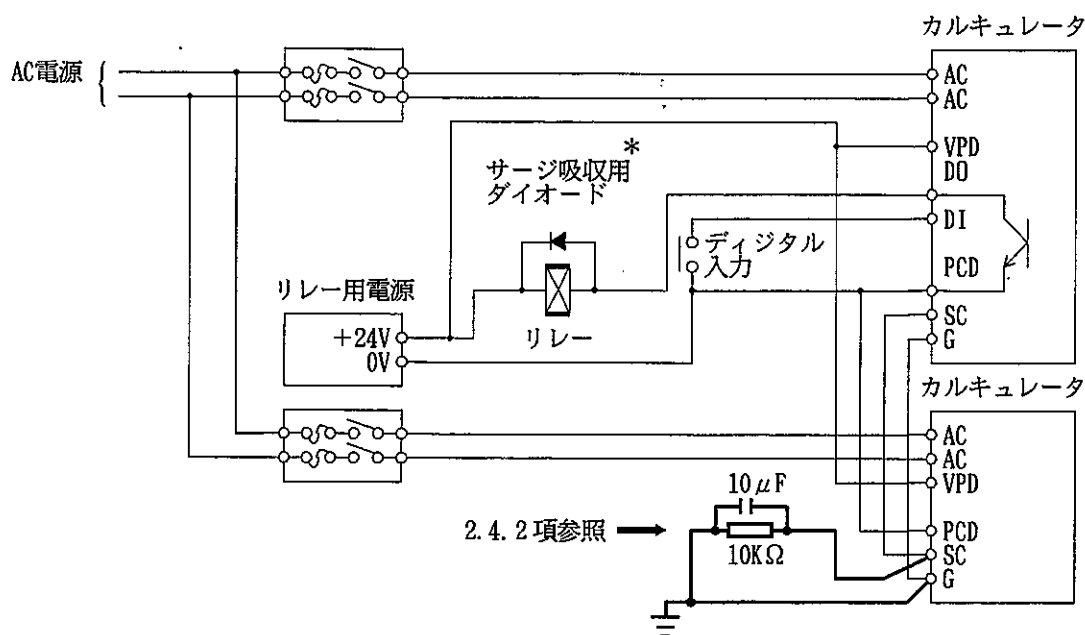 カルキュレータ
AC電源
AC
AC
VPD
DO
サージ吸収用*
ダイオード
DI
ディジタル
入力
PCD
リレー用電源
SC
+24V
リレー
G
0V
カルキュレータ
AC
AC
VPD
10μF
2.4.2項参照
10KΩ
PCD
SC
G